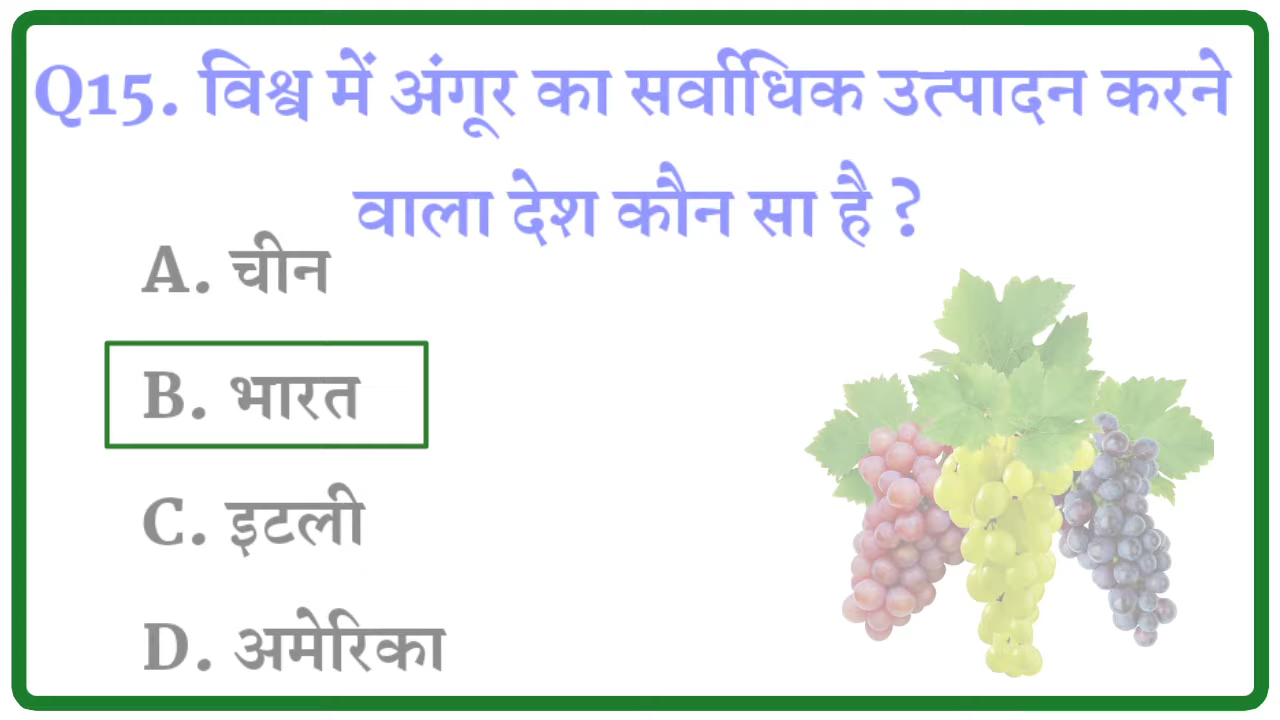 Q15. विश्व में अंगूर का सर्वाधिक उत्पादन करने
वाला देश कौन सा है ?
A. चीन
B. भारत
C. इटली
D. अमेरिका